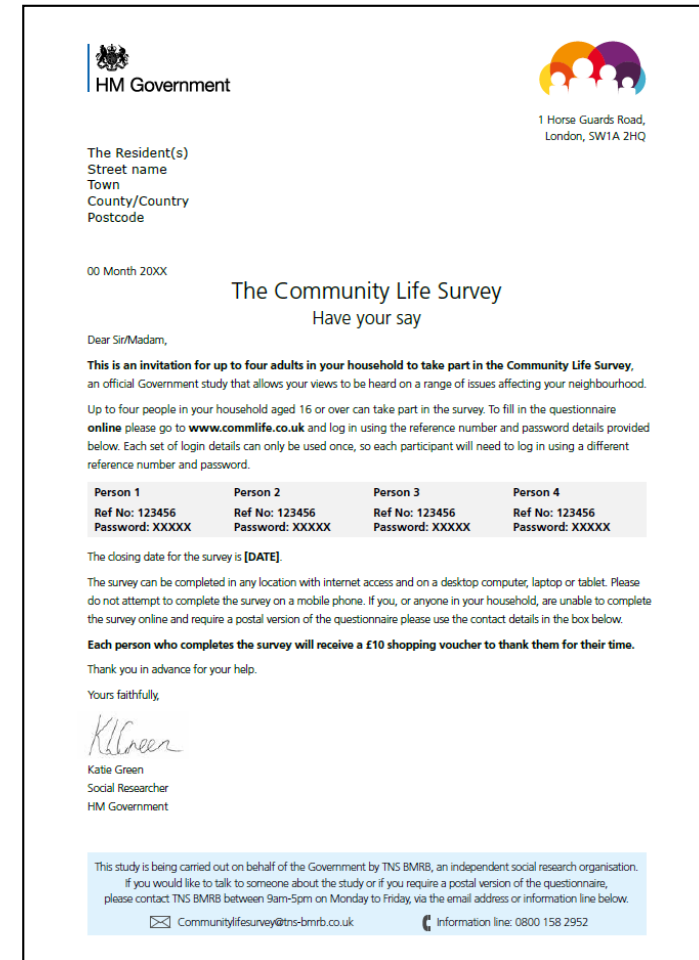 HM Government
1 Horse Guards Road,
London, SW1A 2HQ
The Resident(s)
Street name
Town
County/Country
Postcode
00 Month 20XX
The Community Life Survey
Have your say
Dear Sir/Madam,
This is an invitation for up to four adults in your household to take part in the Community Life Survey,
an official Government study that allows your views to be heard on a range of issues affecting your neighbourhood.
Up to four people in your household aged 16 or over can take part in the survey. To fill in the questionnaire
online please go to www.commlife.co.uk and log in using the reference number and password details provided
below. Each set of login details can only be used once, so each participant will need to log in using a different
reference number and password.
Person 1 Person 2 Person 3 Person 4
Ref No: 123456 Ref No: 123456 Ref No: 123456 Ref No: 123456
Password: XXXXX Password: XXXXX Password: XXXXX Password: XXXXX
The closing date for the survey is [DATE].
The survey can be completed in any location with internet access and on a desktop computer, laptop or tablet. Please
do not attempt to complete the survey on a mobile phone. If you, or anyone in your household, are unable to complete
the survey online and require a postal version of the questionnaire please use the contact details in the box below.
Each person who completes the survey will receive a £10 shopping voucher to thank them for their time.
Thank you in advance for your help.
Yours faithfully,
KLGreen
Katie Green
Social Researcher
HM Government
This study is being carried out on behalf of the Government by TNS BMRB, an independent social research organisation.
If you would like to talk to someone about the study or if you require a postal version of the questionnaire,
please contact TNS BMRB between 9am-5pm on Monday to Friday, via the email address or information line below.
Communitylifesurvey@tns-bmrb.co.uk Information line: 0800 158 2952